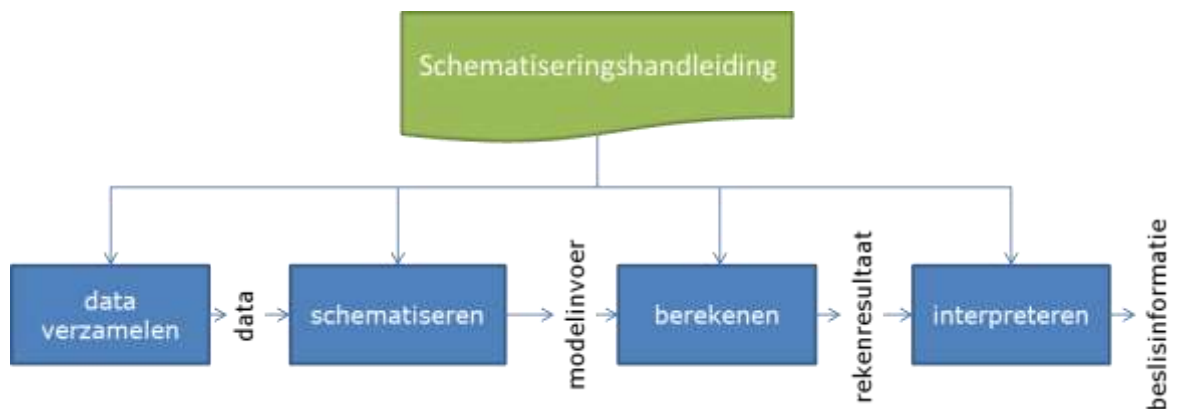 Schematiseringshandleiding
data
verzamelen
data
schematiseren
modelinvoer
berekenen
rekenresultaat
interpreteren
beslisinformatie